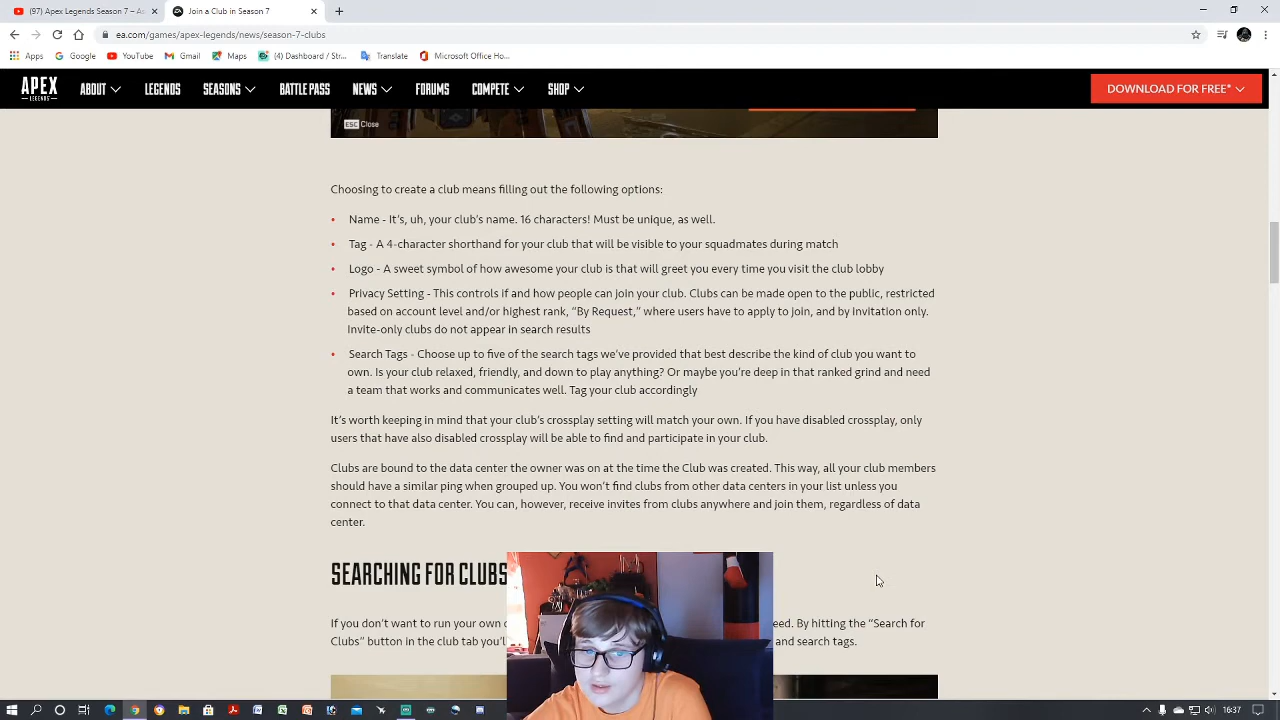 (97) Apex Legends Season 7 – As
Join a Club in Season 7
ea.com/games/apex-legends/news/season-7-clubs
Apps
Google
YouTube
Gmail
Maps
(4) Dashboard / Str...
Translate
Microsoft Office Ho...
APEX
LEGENDS
ABOUT
LEGENDS
SEASONS
BATTLE PASS
NEWS
FORUMS
COMPETE
SHOP
DOWNLOAD FOR FREE*
ESC Close
Choosing to create a club means filling out the following options:
• Name - It's, uh, your club's name. 16 characters! Must be unique, as well.
• Tag - A 4-character shorthand for your club that will be visible to your squadmates during match
• Logo - A sweet symbol of how awesome your club is that will greet you every time you visit the club lobby
• Privacy Setting - This controls if and how people can join your club. Clubs can be made open to the public, restricted
based on account level and/or highest rank, “By Request,” where users have to apply to join, and by invitation only.
Invite-only clubs do not appear in search results
• Search Tags - Choose up to five of the search tags we've provided that best describe the kind of club you want to
own. Is your club relaxed, friendly, and down to play anything? Or maybe you're deep in that ranked grind and need
a team that works and communicates well. Tag your club accordingly
It's worth keeping in mind that your club's crossplay setting will match your own. If you have disabled crossplay, only
users that have also disabled crossplay will be able to find and participate in your club.
Clubs are bound to the data center the owner was on at the time the Club was created. This way, all your club members
should have a similar ping when grouped up. You won't find clubs from other data centers in your list unless you
connect to that data center. You can, however, receive invites from clubs anywhere and join them, regardless of data
center.
SEARCHING FOR CLUBS
If you don't want to run your own eed. By hitting the “Search for
Clubs” button in the club tab you'l and search tags.
16:37